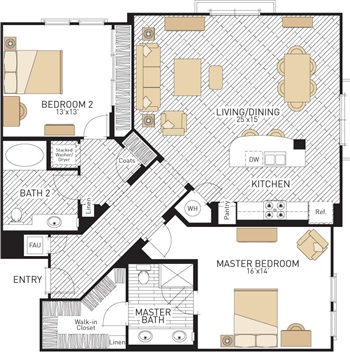 BEDROOM 2
13'x13'
LIVING/DINING
25'x15'
Stacked
Washer/
Dryer
Coats
DW
BATH 2
Linen
KITCHEN
Pantry
Ref.
WH
FAU
ENTRY
MASTER BEDROOM
16'x14'
MASTER
BATH
Walk-in
Closet
Linen